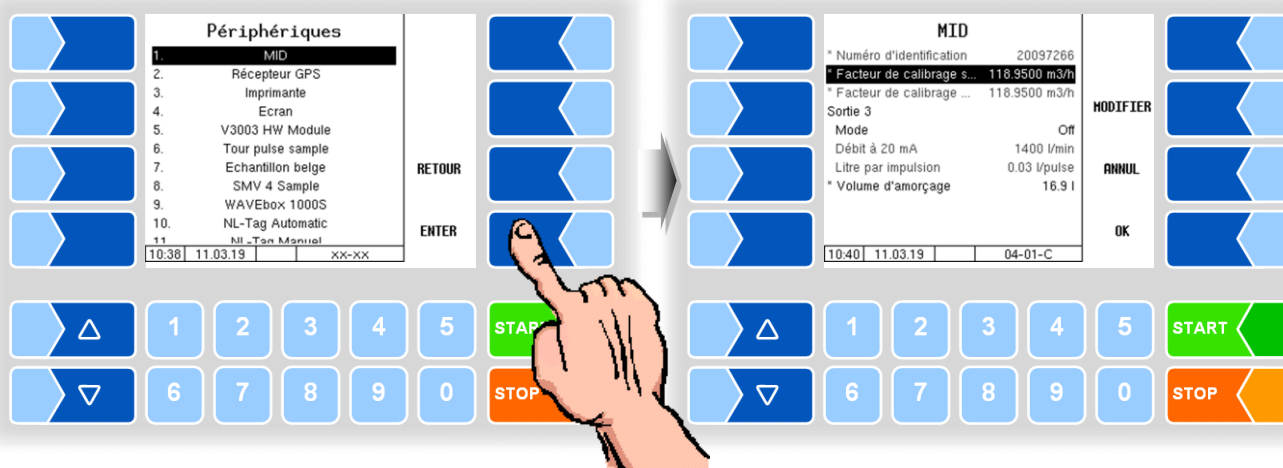 Périphériques
1. MID
2. Récepteur GPS
3. Imprimante
4. Ecran
5. V3003 HW Module
6. Tour pulse sample
7. Echantillon belge
8. SMV 4 Sample
9. WAVEbox 1000S
10. NL-Tag Automatic
11. NL-Tag Manuel
RETOUR
ENTER
10:38 11.03.19 xx-xx
1 2 3 4 5 START
6 7 8 9 0 STOP
MID
* Numéro d'identification 20097266
* Facteur de calibrage s... 118.9500 m3/h
* Facteur de calibrage ... 118.9500 m3/h
Sortie 3
Mode Off
Débit à 20 mA 1400 l/min
Litre par impulsion 0.03 l/pulse
* Volume d'amorçage 16.9 l
MODIFIER
ANNUL
OK
10:40 11.03.19 04-01-C
1 2 3 4 5 START
6 7 8 9 0 STOP